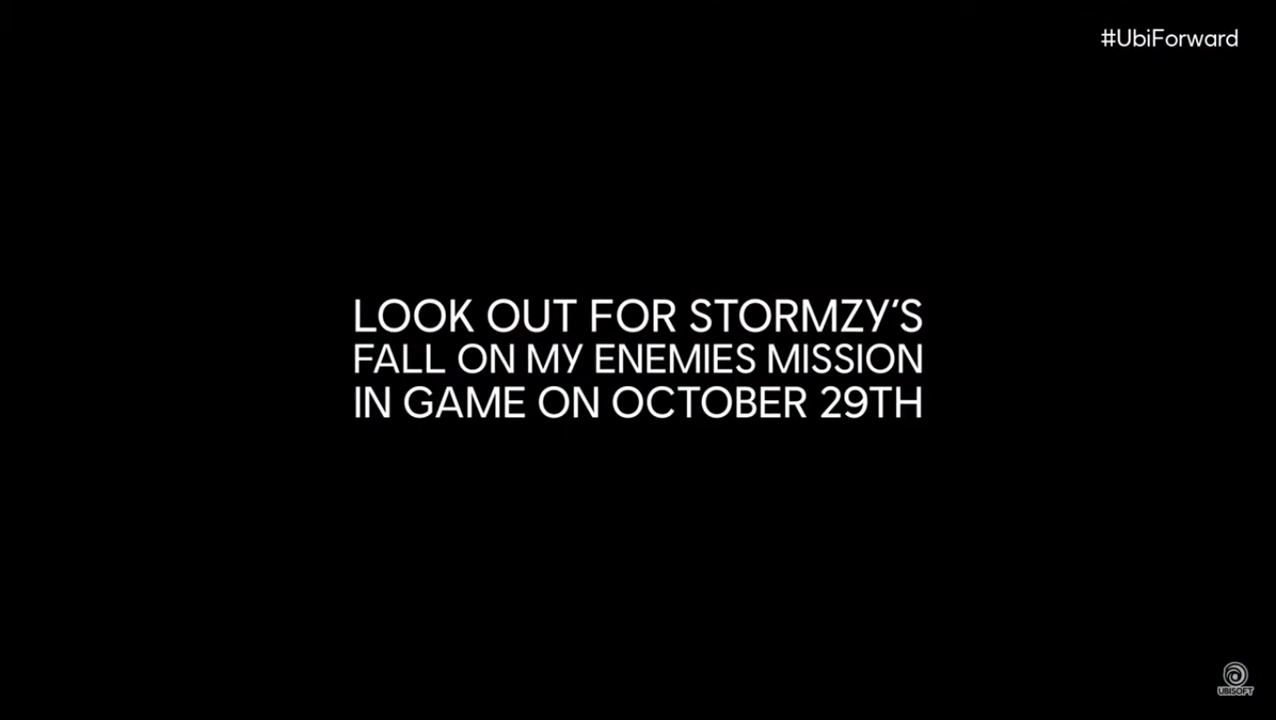 #UbiForward
LOOK OUT FOR STORMZY'S
FALL ON MY ENEMIES MISSION
IN GAME ON OCTOBER 29TH
UBISOFT